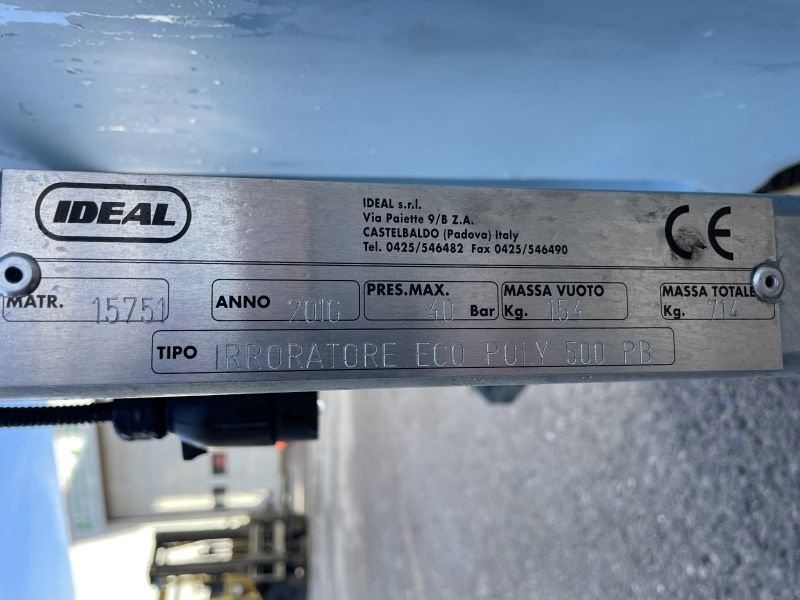 IDEAL
IDEAL s.r.l.
Via Paiette 9/B Z.A.
CASTELBALDO (Padova) Italy
Tel. 0425/546482 Fax 0425/546490
CE
MATR. 15751
ANNO 2016
PRES.MAX. 40 Bar
MASSA VUOTO Kg. 154
MASSA TOTALE Kg. 714
TIPO IRRORATORE ECO POLY 500 PB